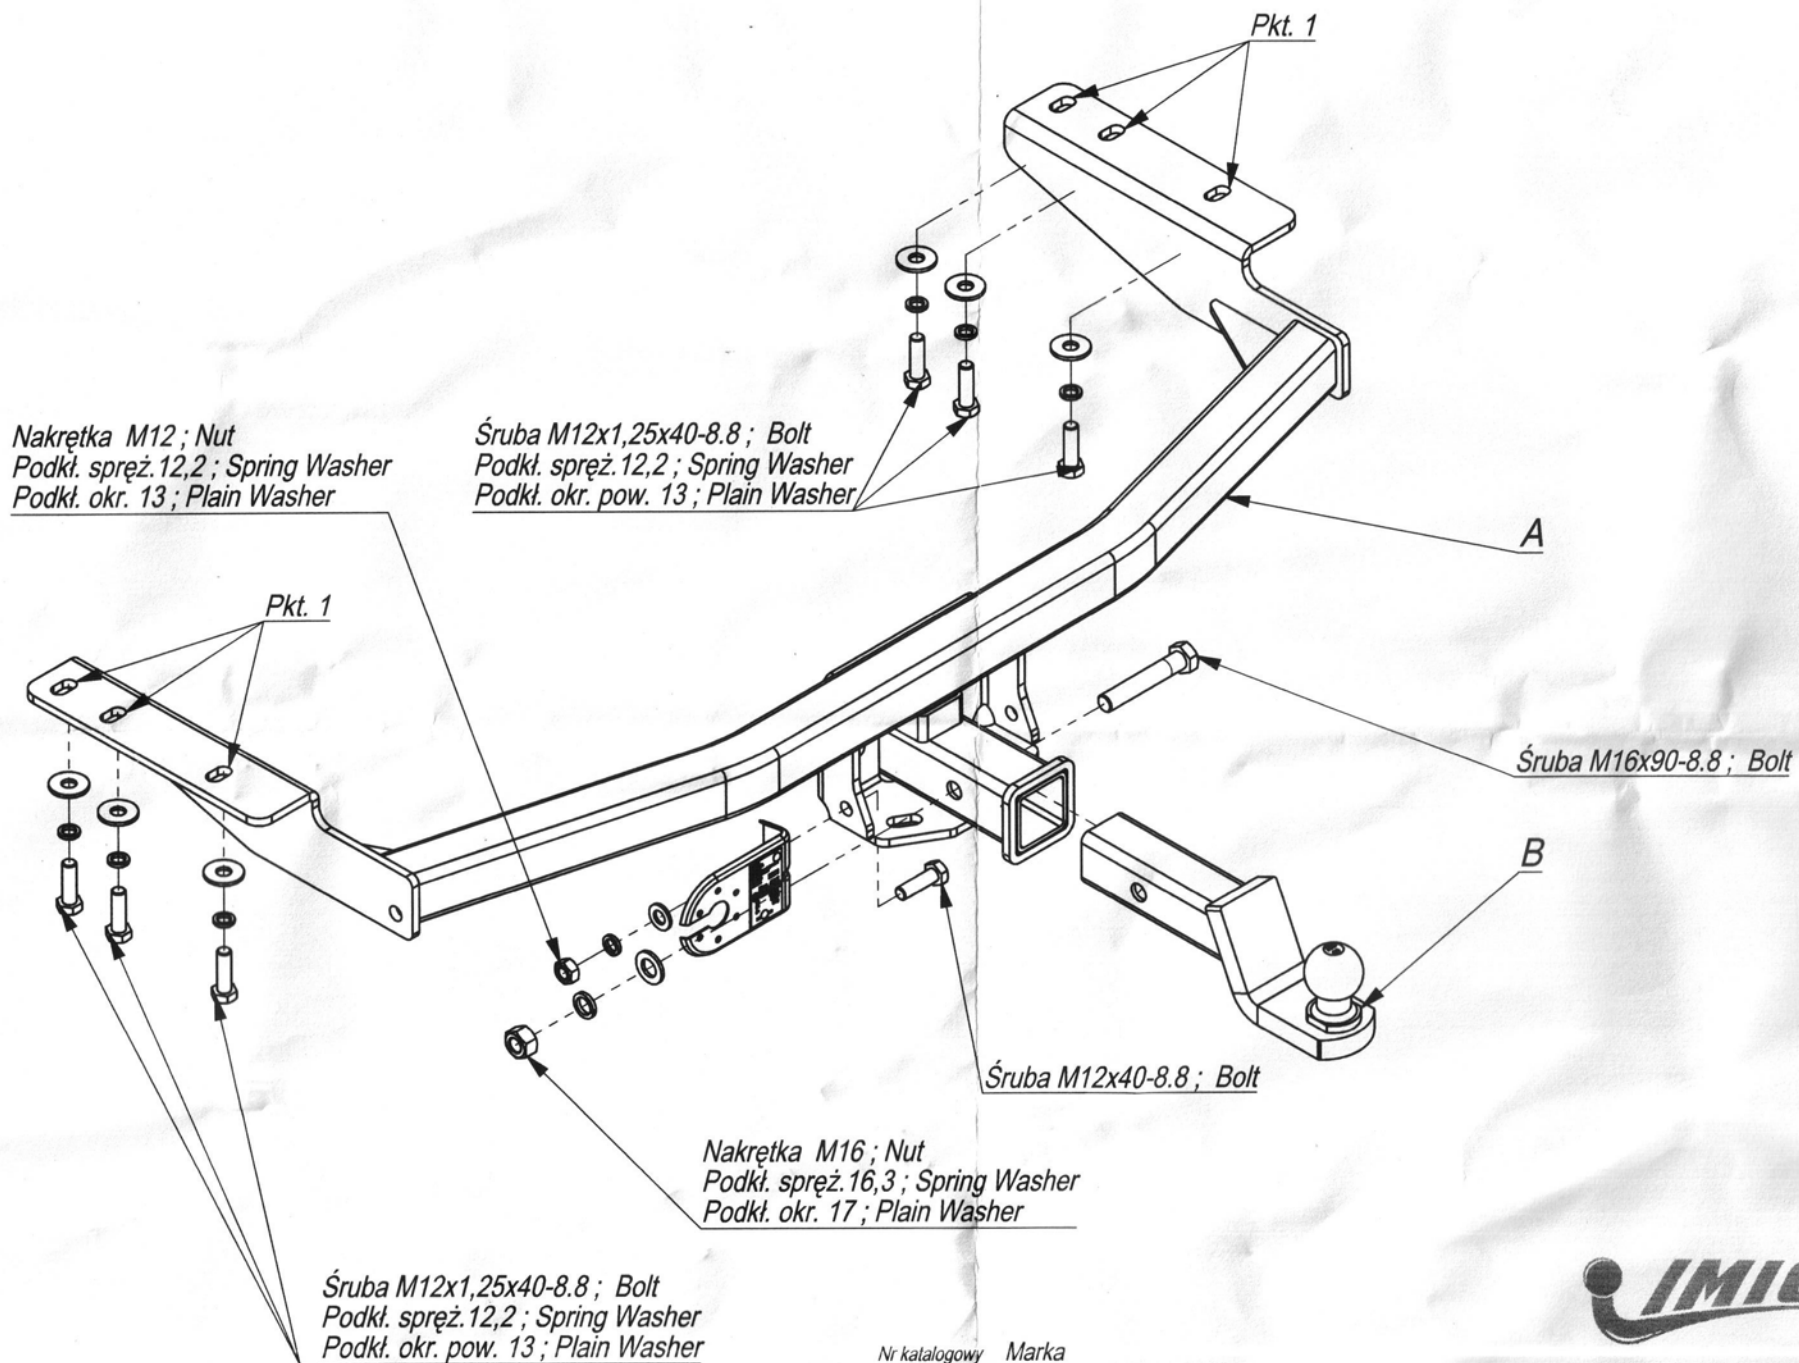 Pkt. 1
Nakrętka M12 ; Nut
Podkł. spręż.12,2 ; Spring Washer
Podkł. okr. 13 ; Plain Washer
Śruba M12x1,25x40-8.8 ; Bolt
Podkł. spręż.12,2 ; Spring Washer
Podkł. okr. pow. 13 ; Plain Washer
A
Pkt. 1
Śruba M16x90-8.8 ; Bolt
B
Śruba M12x40-8.8 ; Bolt
Nakrętka M16 ; Nut
Podkł. spręż.16,3 ; Spring Washer
Podkł. okr. 17 ; Plain Washer
Śruba M12x1,25x40-8.8 ; Bolt
Podkł. spręż.12,2 ; Spring Washer
Podkł. okr. pow. 13 ; Plain Washer
Nr katalogowy Marka